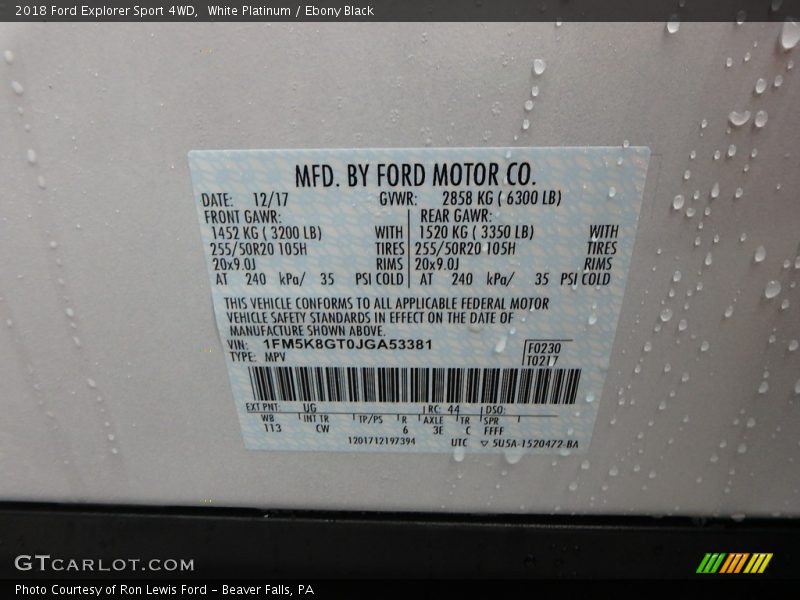 2018 Ford Explorer Sport 4WD, White Platinum / Ebony Black
MFD. BY FORD MOTOR CO.
DATE: 12/17 GVWR: 2858 KG ( 6300 LB)
FRONT GAWR: REAR GAWR:
1452 KG ( 3200 LB) WITH 1520 KG ( 3350 LB) WITH
255/50R20 105H TIRES 255/50R20 105H TIRES
20x9.0J RIMS 20x9.0J RIMS
AT 240 kPa/ 35 PSI COLD AT 240 kPa/ 35 PSI COLD
THIS VEHICLE CONFORMS TO ALL APPLICABLE FEDERAL MOTOR
VEHICLE SAFETY STANDARDS IN EFFECT ON THE DATE OF
MANUFACTURE SHOWN ABOVE.
VIN: 1FM5K8GT0JGA53381 F0230
TYPE: MPV T0217
EXT PNT: UG RC: 44 DSO:
WB INT TR TP/PS R AXLE TR SPR
113 CW 6 3E C FFFF
1201712197394 UTC ▽ 5U5A-1520472-BA
GTCARLOT.COM
Photo Courtesy of Ron Lewis Ford - Beaver Falls, PA